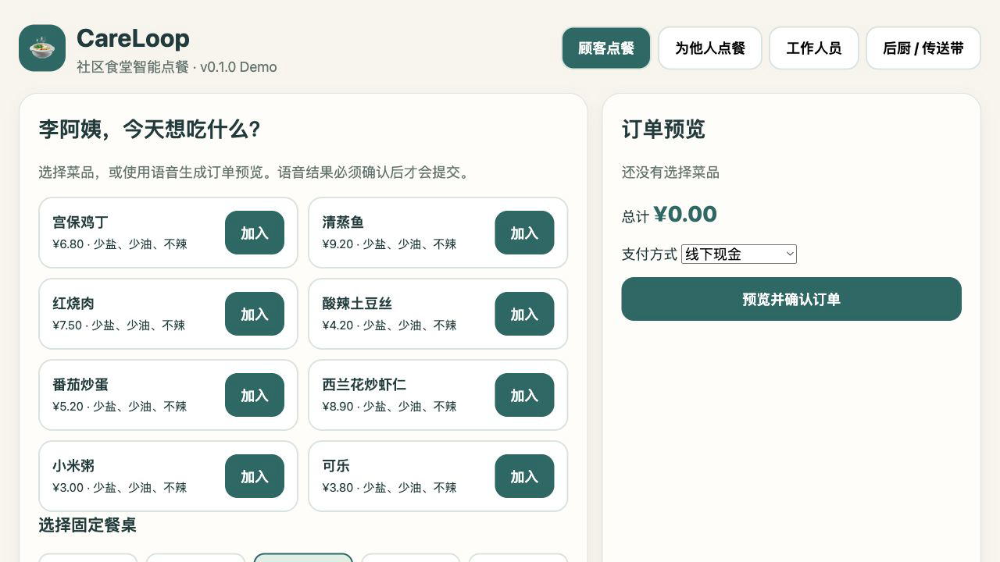 CareLoop
社区食堂智能点餐 · v0.1.0 Demo
顾客点餐
为他人点餐
工作人员
后厨 / 传送带
李阿姨，今天想吃什么？
选择菜品，或使用语音生成订单预览。语音结果必须确认后才会提交。
宫保鸡丁
¥6.80 · 少盐、少油、不辣
加入
清蒸鱼
¥9.20 · 少盐、少油、不辣
加入
红烧肉
¥7.50 · 少盐、少油、不辣
加入
酸辣土豆丝
¥4.20 · 少盐、少油、不辣
加入
番茄炒蛋
¥5.20 · 少盐、少油、不辣
加入
西兰花炒虾仁
¥8.90 · 少盐、少油、不辣
加入
小米粥
¥3.00 · 少盐、少油、不辣
加入
可乐
¥3.80 · 少盐、少油、不辣
加入
选择固定餐桌
订单预览
还没有选择菜品
总计 ¥0.00
支付方式 线下现金
预览并确认订单